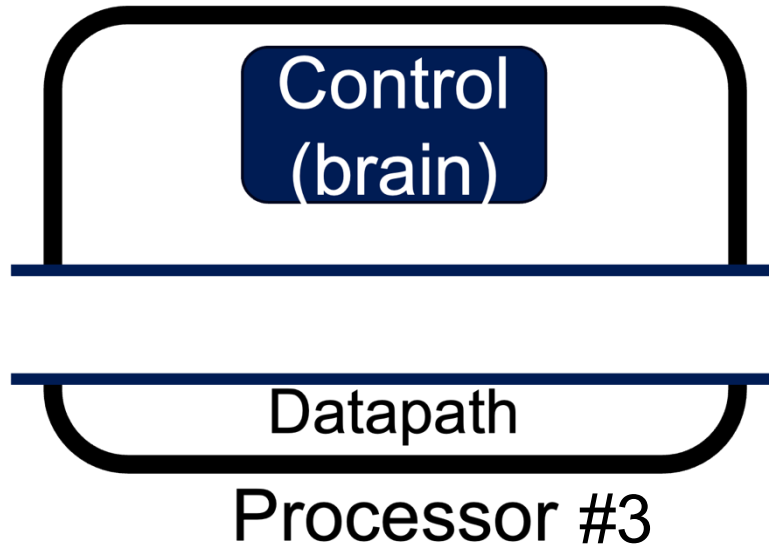 Control
(brain)
Datapath
Processor #3